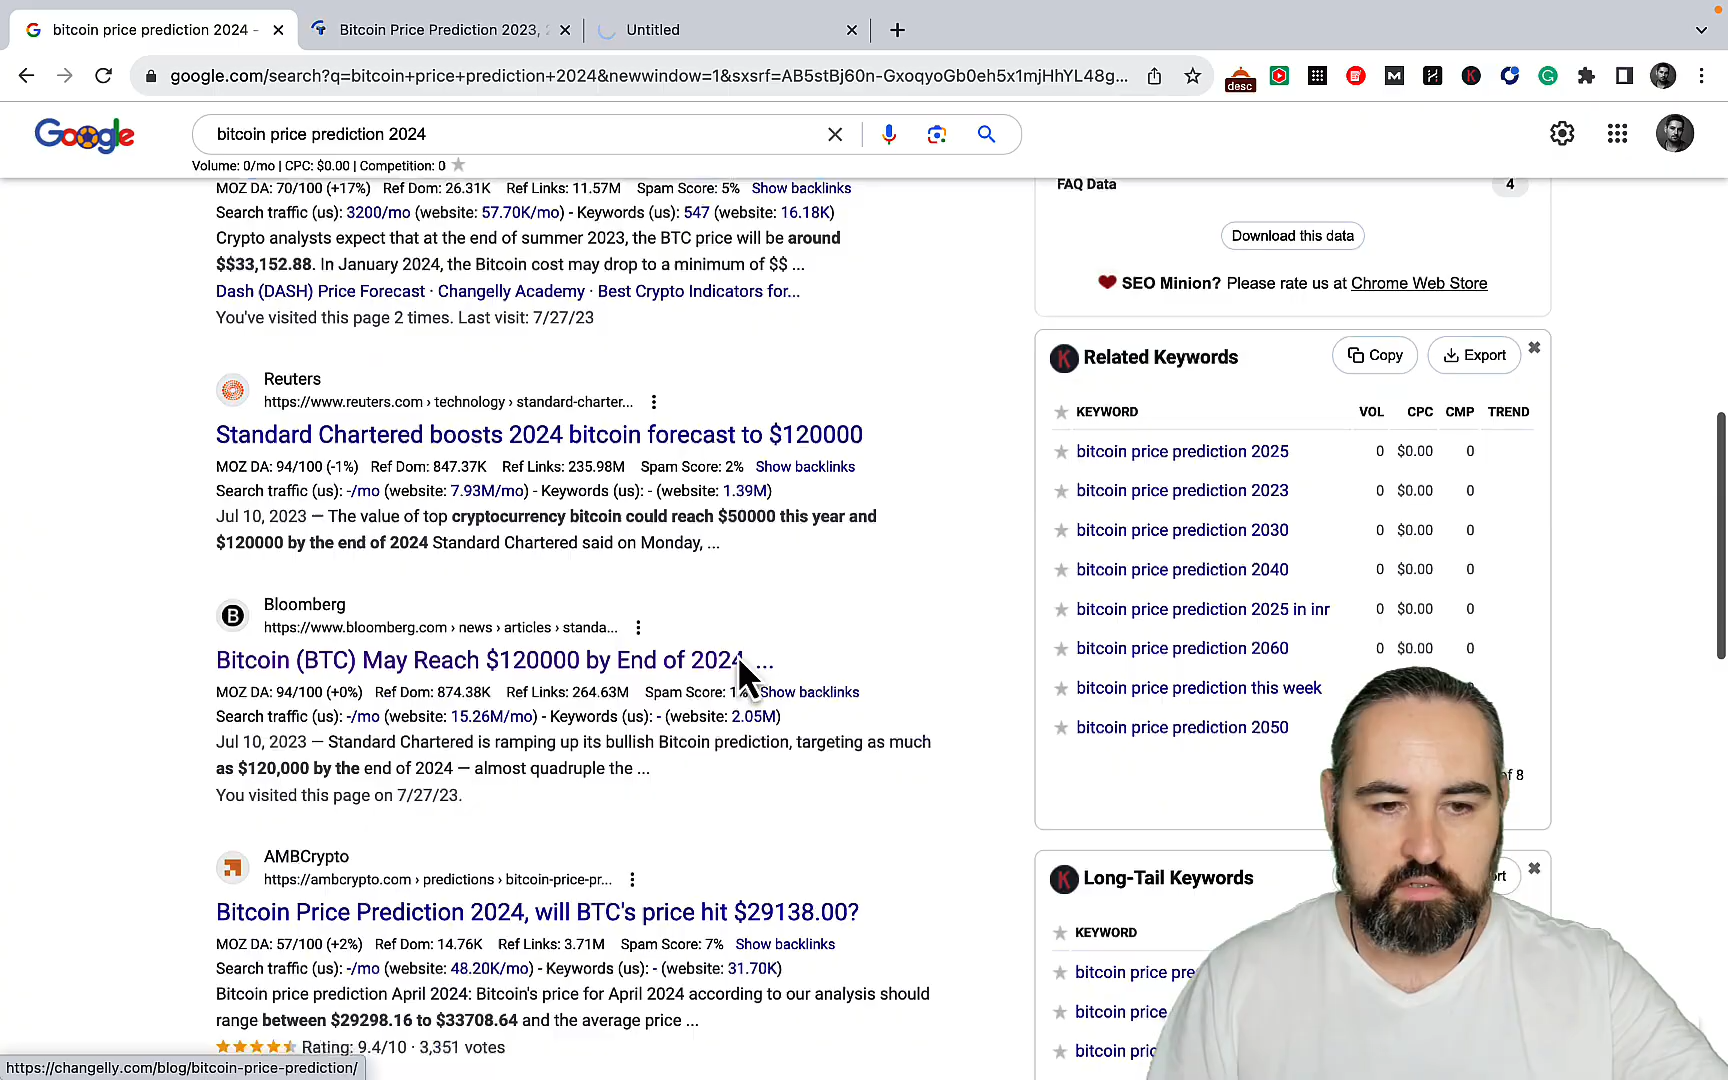 bitcoin price prediction 2024 -
Bitcoin Price Prediction 2023,
Untitled
google.com/search?q=bitcoin+price+prediction+2024&newwindow=1&sxsrf=AB5stBj60n-GxoqyoGb0eh5x1mjHhYL48g...
desc
Google
bitcoin price prediction 2024
Volume: 0/mo | CPC: $0.00 | Competition: 0
MOZ DA: 70/100 (+17%) Ref Dom: 26.31K Ref Links: 11.57M Spam Score: 5% Show backlinks
Search traffic (us): 3200/mo (website: 57.70K/mo) - Keywords (us): 547 (website: 16.18K)
Crypto analysts expect that at the end of summer 2023, the BTC price will be around
$$33,152.88. In January 2024, the Bitcoin cost may drop to a minimum of $$ ...
Dash (DASH) Price Forecast · Changelly Academy · Best Crypto Indicators for...
You've visited this page 2 times. Last visit: 7/27/23
Reuters
https://www.reuters.com › technology › standard-charter...
Standard Chartered boosts 2024 bitcoin forecast to $120000
MOZ DA: 94/100 (-1%) Ref Dom: 847.37K Ref Links: 235.98M Spam Score: 2% Show backlinks
Search traffic (us): -/mo (website: 7.93M/mo) - Keywords (us): - (website: 1.39M)
Jul 10, 2023 — The value of top cryptocurrency bitcoin could reach $50000 this year and
$120000 by the end of 2024 Standard Chartered said on Monday, ...
Bloomberg
https://www.bloomberg.com › news › articles › standa...
Bitcoin (BTC) May Reach $120000 by End of 2024, ...
MOZ DA: 94/100 (+0%) Ref Dom: 874.38K Ref Links: 264.63M Spam Score: Show backlinks
Search traffic (us): -/mo (website: 15.26M/mo) - Keywords (us): - (website: 2.05M)
Jul 10, 2023 — Standard Chartered is ramping up its bullish Bitcoin prediction, targeting as much
as $120,000 by the end of 2024 — almost quadruple the ...
You visited this page on 7/27/23.
AMBCrypto
https://ambcrypto.com › predictions › bitcoin-price-pr...
Bitcoin Price Prediction 2024, will BTC's price hit $29138.00?
MOZ DA: 57/100 (+2%) Ref Dom: 14.76K Ref Links: 3.71M Spam Score: 7% Show backlinks
Search traffic (us): -/mo (website: 48.20K/mo) - Keywords (us): - (website: 31.70K)
Bitcoin price prediction April 2024: Bitcoin's price for April 2024 according to our analysis should
range between $29298.16 to $33708.64 and the average price ...
Rating: 9.4/10 · 3,351 votes
https://changelly.com/blog/bitcoin-price-prediction/
FAQ Data 4
Download this data
SEO Minion? Please rate us at Chrome Web Store
Related Keywords Copy Export
KEYWORD VOL CPC CMP TREND
bitcoin price prediction 2025 0 $0.00 0
bitcoin price prediction 2023 0 $0.00 0
bitcoin price prediction 2030 0 $0.00 0
bitcoin price prediction 2040 0 $0.00 0
bitcoin price prediction 2025 in inr 0 $0.00 0
bitcoin price prediction 2060 0 $0.00 0
bitcoin price prediction this week
bitcoin price prediction 2050
of 8
Long-Tail Keywords
KEYWORD
bitcoin price pre
bitcoin price
bitcoin pric